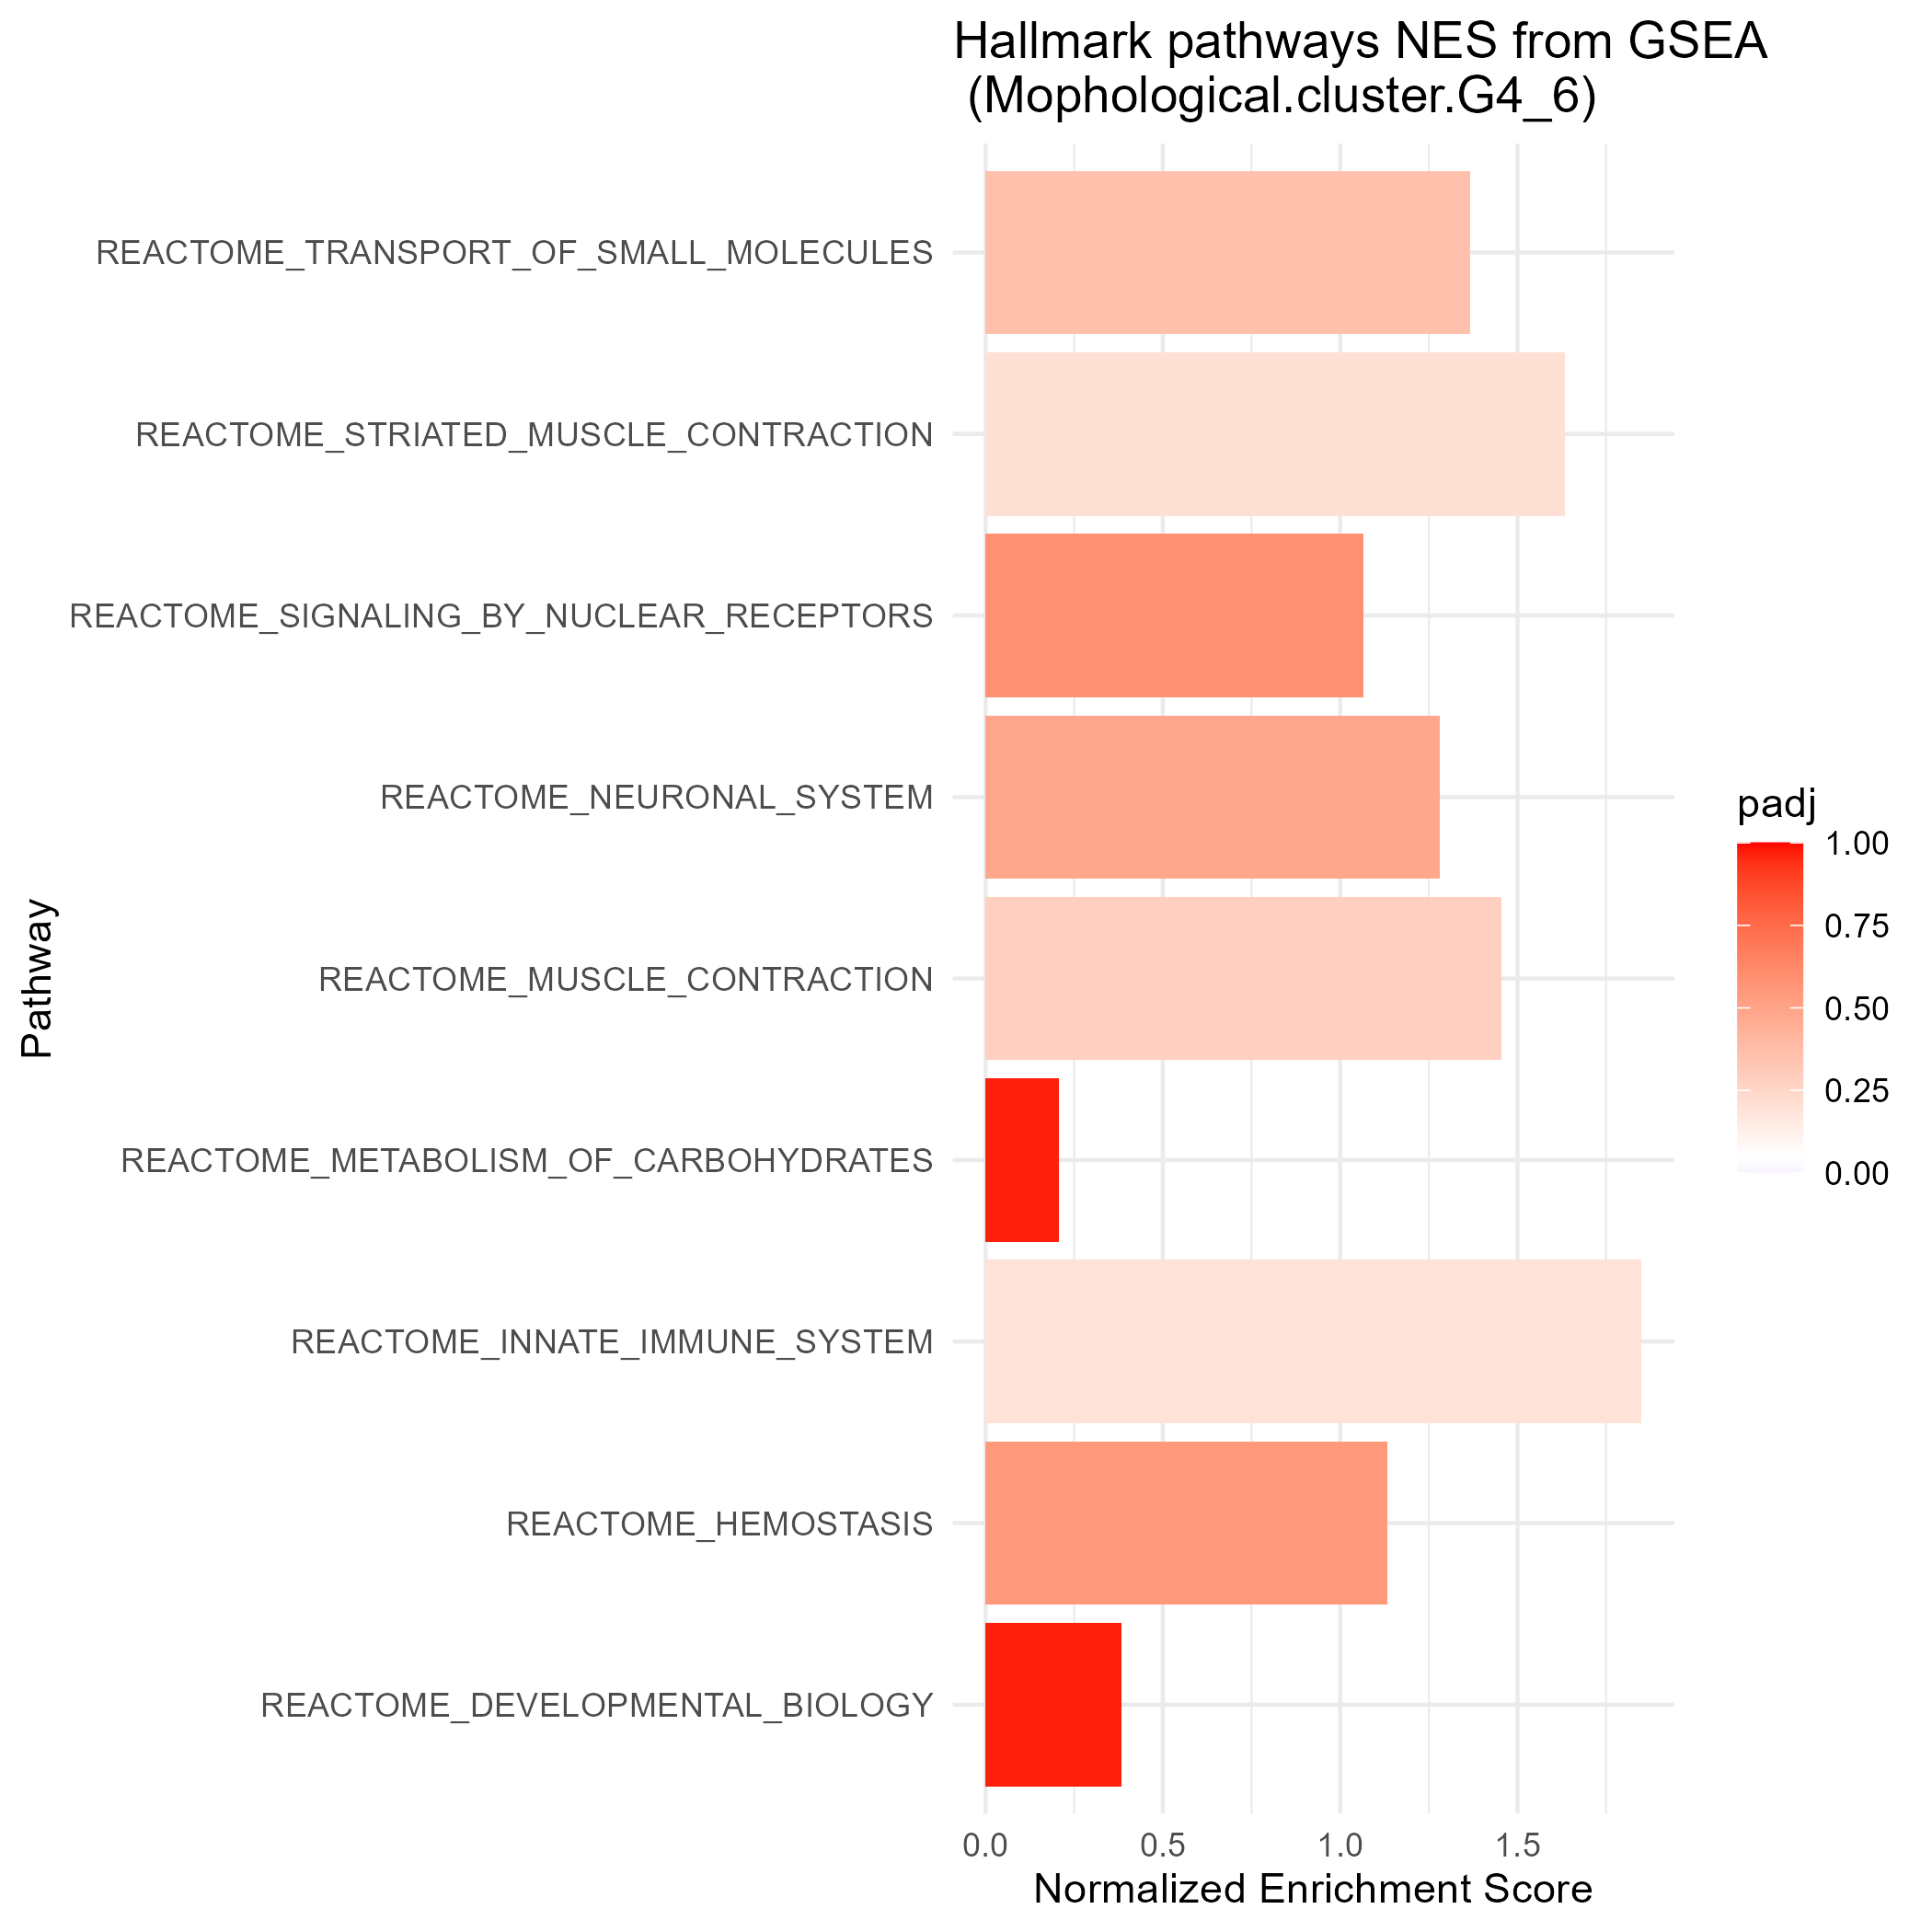 Hallmark pathways NES from GSEA
(Mophological.cluster.G4_6)
REACTOME_TRANSPORT_OF_SMALL_MOLECULES
REACTOME_STRIATED_MUSCLE_CONTRACTION
REACTOME_SIGNALING_BY_NUCLEAR_RECEPTORS
REACTOME_NEURONAL_SYSTEM
REACTOME_MUSCLE_CONTRACTION
REACTOME_METABOLISM_OF_CARBOHYDRATES
REACTOME_INNATE_IMMUNE_SYSTEM
REACTOME_HEMOSTASIS
REACTOME_DEVELOPMENTAL_BIOLOGY
Pathway
0.0
0.5
1.0
1.5
Normalized Enrichment Score
padj
1.00
0.75
0.50
0.25
0.00